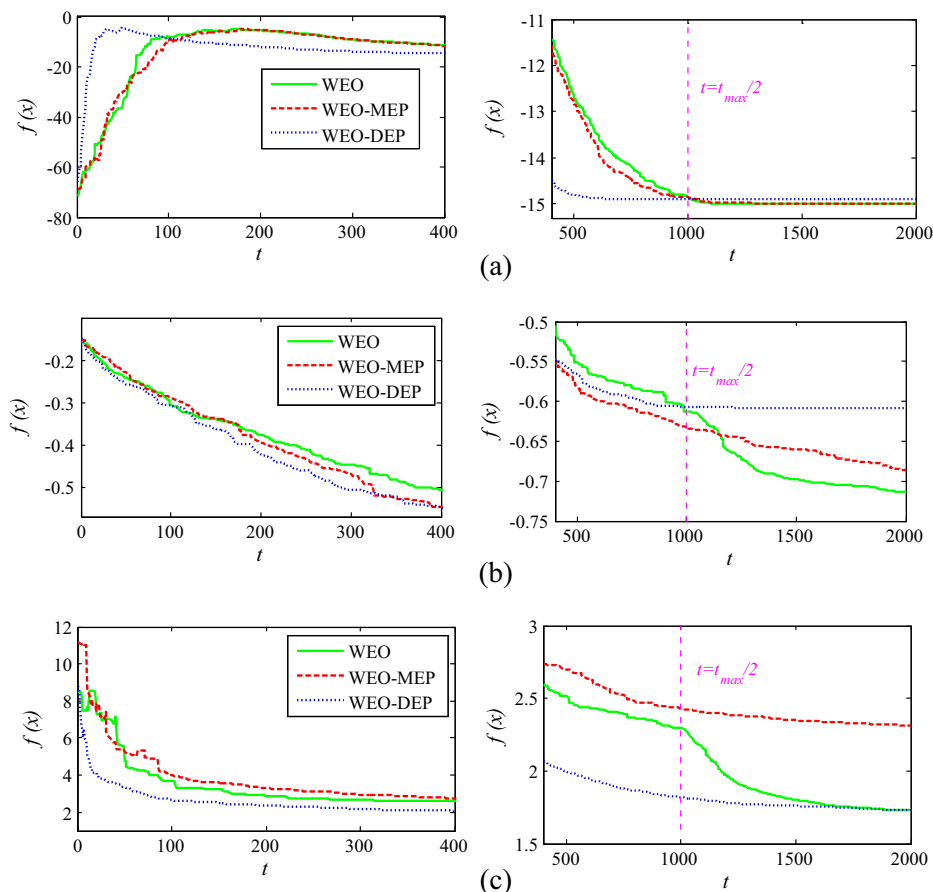 0
-20
-40
-60
-80
f (x)
0 100 200 300 400
t
WEO
WEO-MEP
WEO-DEP
-11
-12
-13
-14
-15
f (x)
500 1000 1500 2000
t
t=tmax/2
(a)
-0.2
-0.3
-0.4
-0.5
f (x)
0 100 200 300 400
t
WEO
WEO-MEP
WEO-DEP
-0.5
-0.55
-0.6
-0.65
-0.7
-0.75
f (x)
500 1000 1500 2000
t
t=tmax/2
(b)
12
10
8
6
4
2
f (x)
0 100 200 300 400
t
WEO
WEO-MEP
WEO-DEP
3
2.5
2
1.5
f (x)
500 1000 1500 2000
t
t=tmax/2
(c)